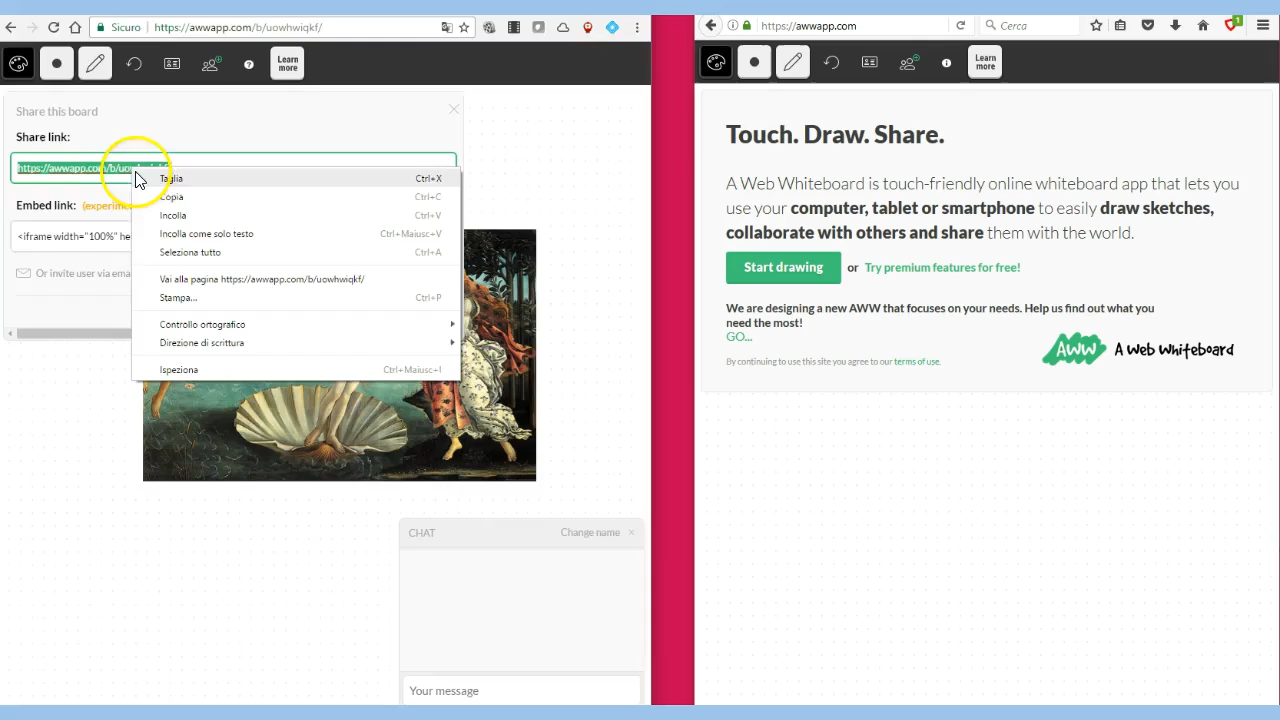 Sicuro
https://awwapp.com/b/uowhwiqkf/
Learn
more
Share this board
Share link:
https://awwapp.com/b/
Embed link:
<iframe width="100%" he
Or invite user via ema
Taglia Ctrl+X
Copia Ctrl+C
Incolla Ctrl+V
Incolla come solo testo Ctrl+Maiusc+V
Seleziona tutto Ctrl+A
Vai alla pagina https://awwapp.com/b/uowhwiqkf/
Stampa... Ctrl+P
Controllo ortografico
Direzione di scrittura
Ispeziona Ctrl+Maiusc+I
CHAT Change name ×
Your message
https://awwapp.com
Cerca
1
Learn
more
Touch. Draw. Share.
A Web Whiteboard is touch-friendly online whiteboard app that lets you
use your computer, tablet or smartphone to easily draw sketches,
collaborate with others and share them with the world.
Start drawing or Try premium features for free!
We are designing a new AWW that focuses on your needs. Help us find out what you
need the most!
GO...
AWW A Web Whiteboard
By continuing to use this site you agree to our terms of use.